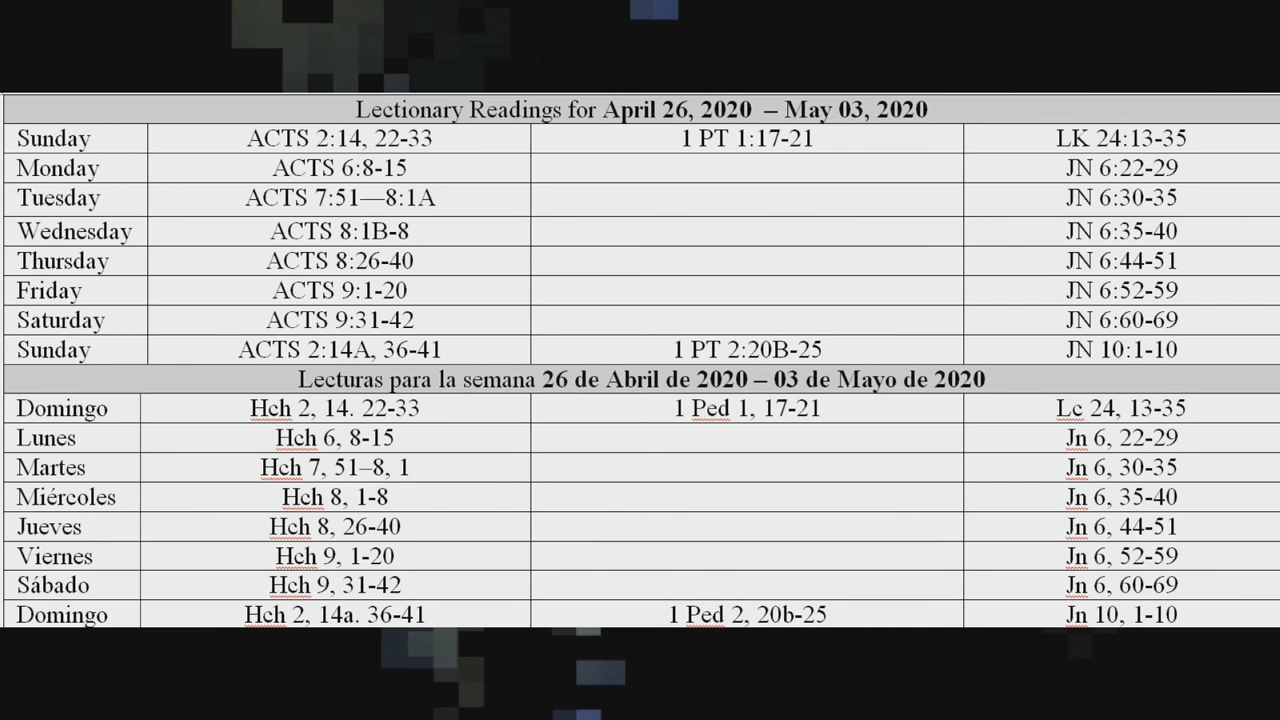 Lectionary Readings for April 26, 2020 – May 03, 2020
Sunday ACTS 2:14, 22-33 1 PT 1:17-21 LK 24:13-35
Monday ACTS 6:8-15 JN 6:22-29
Tuesday ACTS 7:51—8:1A JN 6:30-35
Wednesday ACTS 8:1B-8 JN 6:35-40
Thursday ACTS 8:26-40 JN 6:44-51
Friday ACTS 9:1-20 JN 6:52-59
Saturday ACTS 9:31-42 JN 6:60-69
Sunday ACTS 2:14A, 36-41 1 PT 2:20B-25 JN 10:1-10
Lecturas para la semana 26 de Abril de 2020 – 03 de Mayo de 2020
Domingo Hch 2, 14. 22-33 1 Ped 1, 17-21 Lc 24, 13-35
Lunes Hch 6, 8-15 Jn 6, 22-29
Martes Hch 7, 51–8, 1 Jn 6, 30-35
Miércoles Hch 8, 1-8 Jn 6, 35-40
Jueves Hch 8, 26-40 Jn 6, 44-51
Viernes Hch 9, 1-20 Jn 6, 52-59
Sábado Hch 9, 31-42 Jn 6, 60-69
Domingo Hch 2, 14a. 36-41 1 Ped 2, 20b-25 Jn 10, 1-10